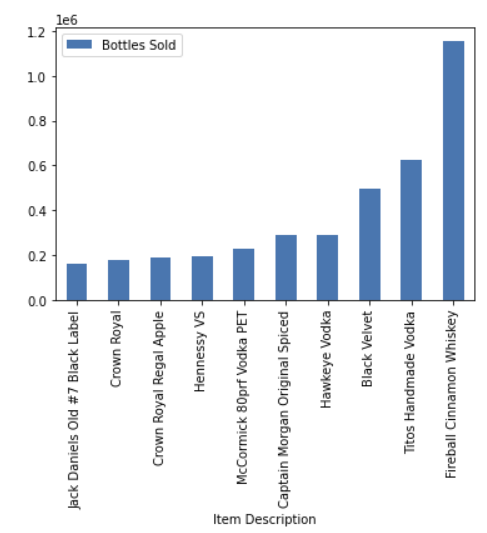 1e6
Bottles Sold
1.2
1.0
0.8
0.6
0.4
0.2
0.0
Jack Daniels Old #7 Black Label
Crown Royal
Crown Royal Regal Apple
Hennessy VS
McCormick 80prf Vodka PET
Captain Morgan Original Spiced
Hawkeye Vodka
Black Velvet
Titos Handmade Vodka
Fireball Cinnamon Whiskey
Item Description